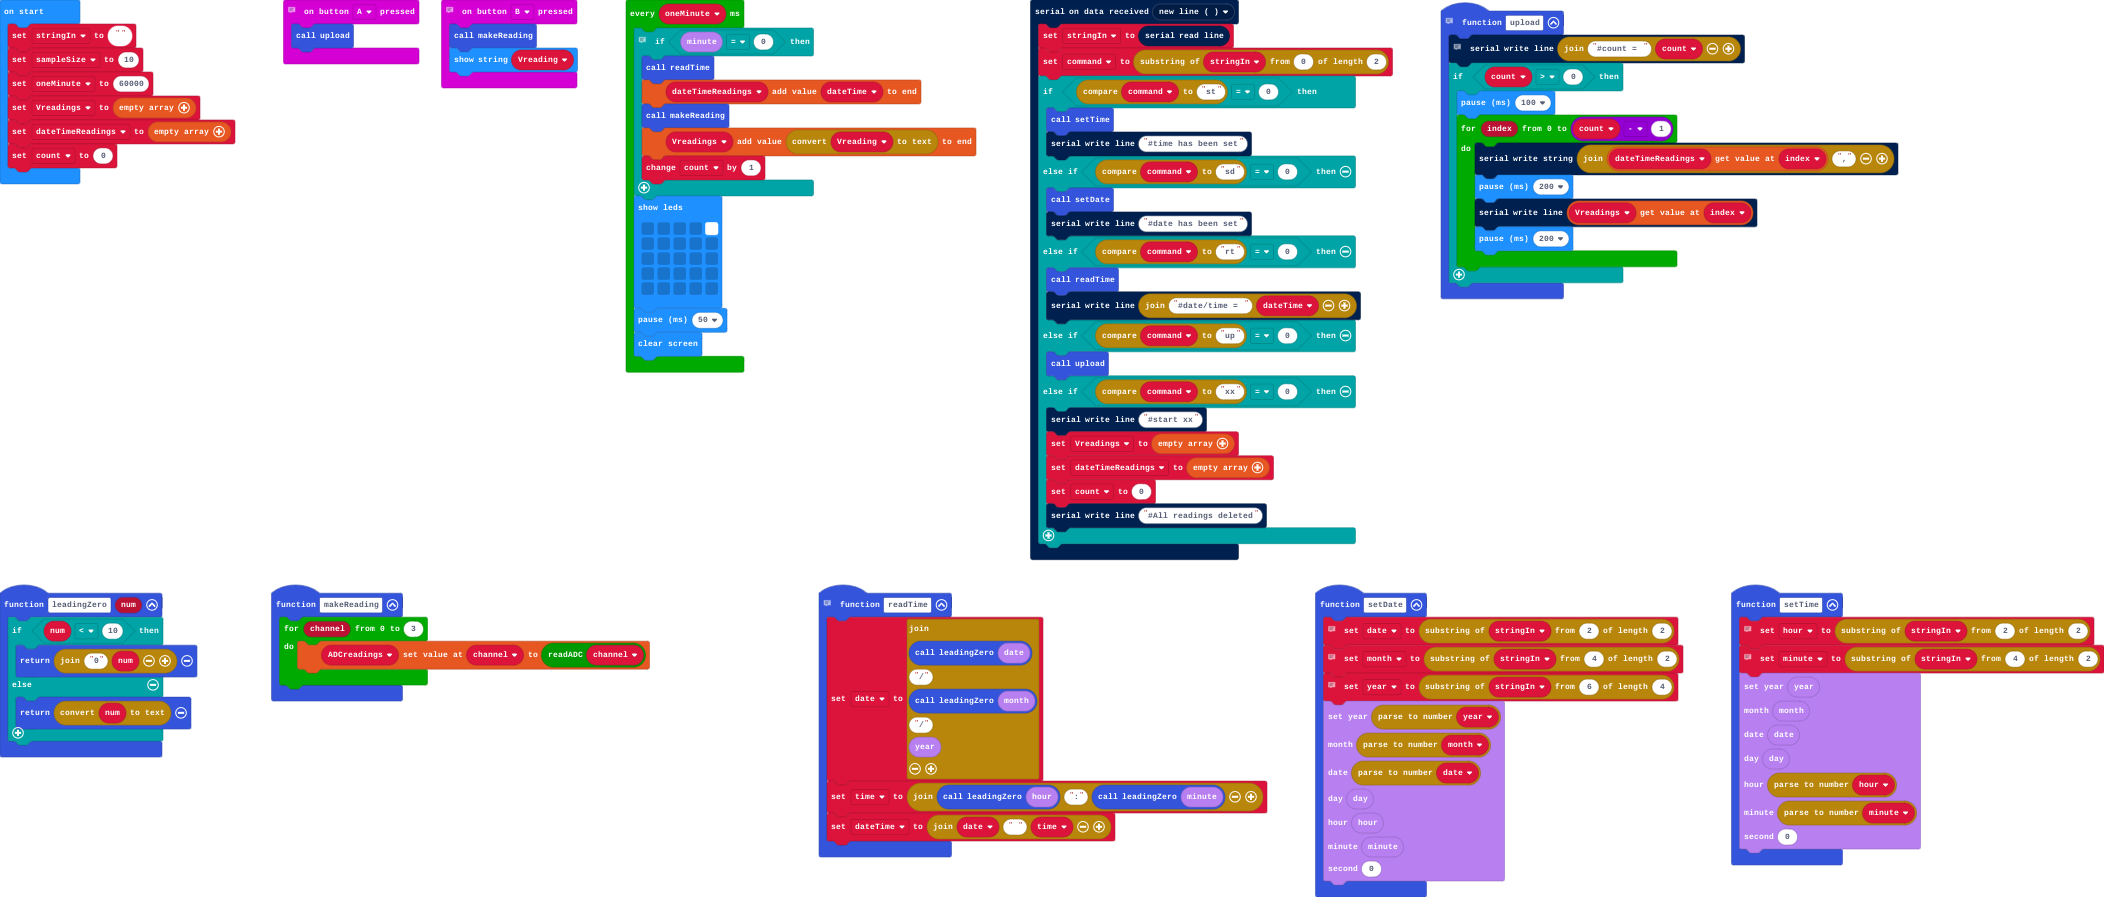 on start
set stringIn to " "
set sampleSize to 10
set oneMinute to 60000
set Vreadings to empty array
set dateTimeReadings to empty array
set count to 0
on button A pressed
call upload
on button B pressed
call makeReading
show string Vreading
every oneMinute ms
if minute = 0 then
call readTime
dateTimeReadings add value dateTime to end
call makeReading
Vreadings add value convert Vreading to text to end
change count by 1
show leds
pause (ms) 50
clear screen
serial on data received new line ( )
set stringIn to serial read line
set command to substring of stringIn from 0 of length 2
if compare command to "st" = 0 then
call setTime
serial write line "#time has been set"
else if compare command to "sd" = 0 then
call setDate
serial write line "#date has been set"
else if compare command to "rt" = 0 then
call readTime
serial write line join "#date/time = " dateTime
else if compare command to "up" = 0 then
call upload
else if compare command to "xx" = 0 then
serial write line "#start xx"
set Vreadings to empty array
set dateTimeReadings to empty array
set count to 0
serial write line "#All readings deleted"
function upload
serial write line join "#count = " count
if count > 0 then
pause (ms) 100
for index from 0 to count - 1
do
serial write string join dateTimeReadings get value at index ","
pause (ms) 200
serial write line Vreadings get value at index
pause (ms) 200
function leadingZero num
if num < 10 then
return join "0" num
else
return convert num to text
function makeReading
for channel from 0 to 3
do ADCreadings set value at channel to readADC channel
function readTime
set date to join
call leadingZero date
"/"
call leadingZero month
"/"
year
set time to join call leadingZero hour ":" call leadingZero minute
set dateTime to join date " " time
function setDate
set date to substring of stringIn from 2 of length 2
set month to substring of stringIn from 4 of length 2
set year to substring of stringIn from 6 of length 4
set year parse to number year
month parse to number month
date parse to number date
day day
hour hour
minute minute
second 0
function setTime
set hour to substring of stringIn from 2 of length 2
set minute to substring of stringIn from 4 of length 2
set year year
month month
date date
day day
hour parse to number hour
minute parse to number minute
second 0